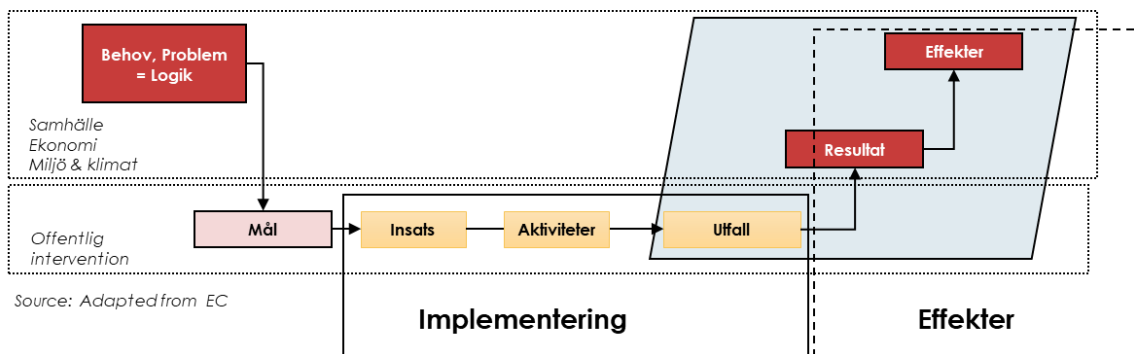 Behov, Problem
= Logik
Effekter
Samhälle
Ekonomi
Miljö & klimat
Resultat
Mål
Insats
Aktiviteter
Utfall
Offentlig
intervention
Source: Adapted from EC
Implementering
Effekter